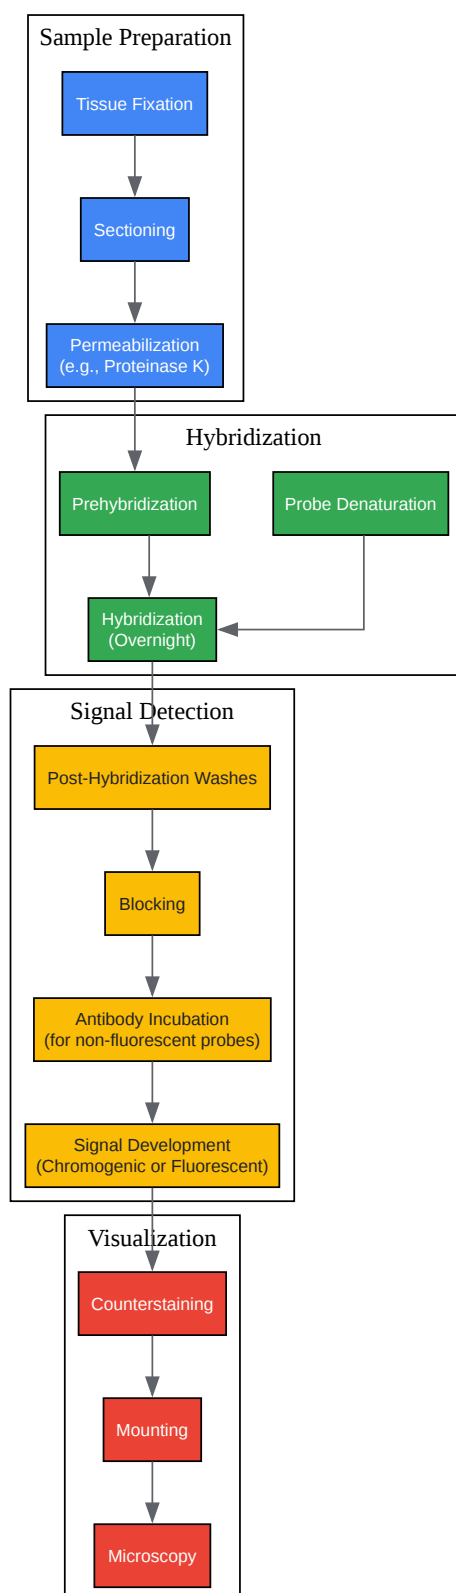 Sample Preparation
Tissue Fixation
Sectioning
Permeabilization
(e.g., Proteinase K)
Hybridization
Prehybridization
Probe Denaturation
Hybridization
(Overnight)
Signal Detection
Post-Hybridization Washes
Blocking
Antibody Incubation
(for non-fluorescent probes)
Signal Development
(Chromogenic or Fluorescent)
Visualization
Counterstaining
Mounting
Microscopy